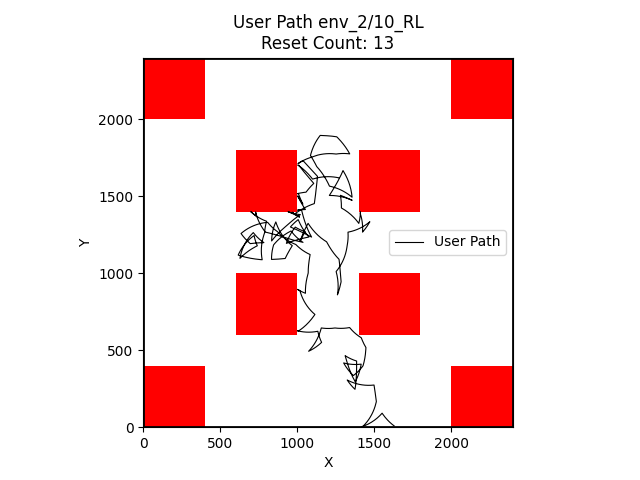 User Path env_2/10_RL
Reset Count: 13
Y
2000
1500
1000
500
0
User Path
0 500 1000 1500 2000
X